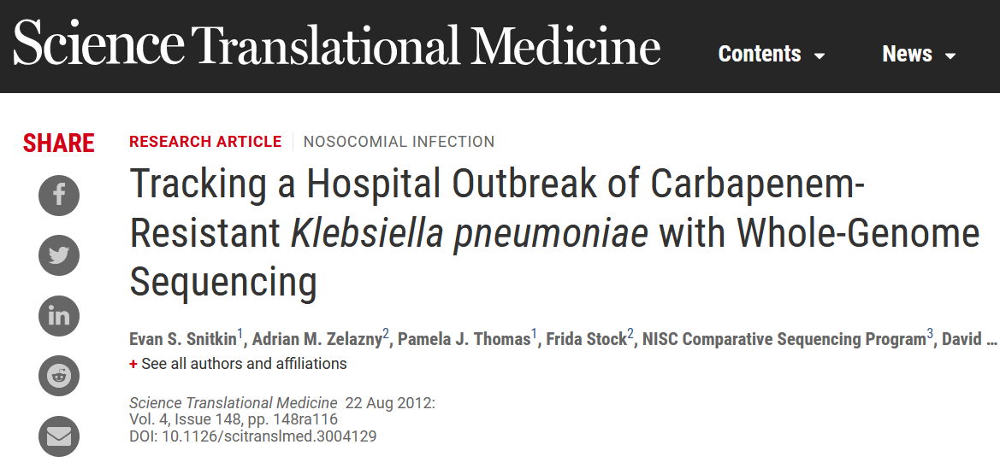 Science Translational Medicine
Contents
News
SHARE
RESEARCH ARTICLE | NOSOCOMIAL INFECTION
Tracking a Hospital Outbreak of Carbapenem-
Resistant Klebsiella pneumoniae with Whole-Genome
Sequencing
Evan S. Snitkin1, Adrian M. Zelazny2, Pamela J. Thomas1, Frida Stock2, NISC Comparative Sequencing Program3, David ...
+ See all authors and affiliations
Science Translational Medicine 22 Aug 2012:
Vol. 4, Issue 148, pp. 148ra116
DOI: 10.1126/scitranslmed.3004129